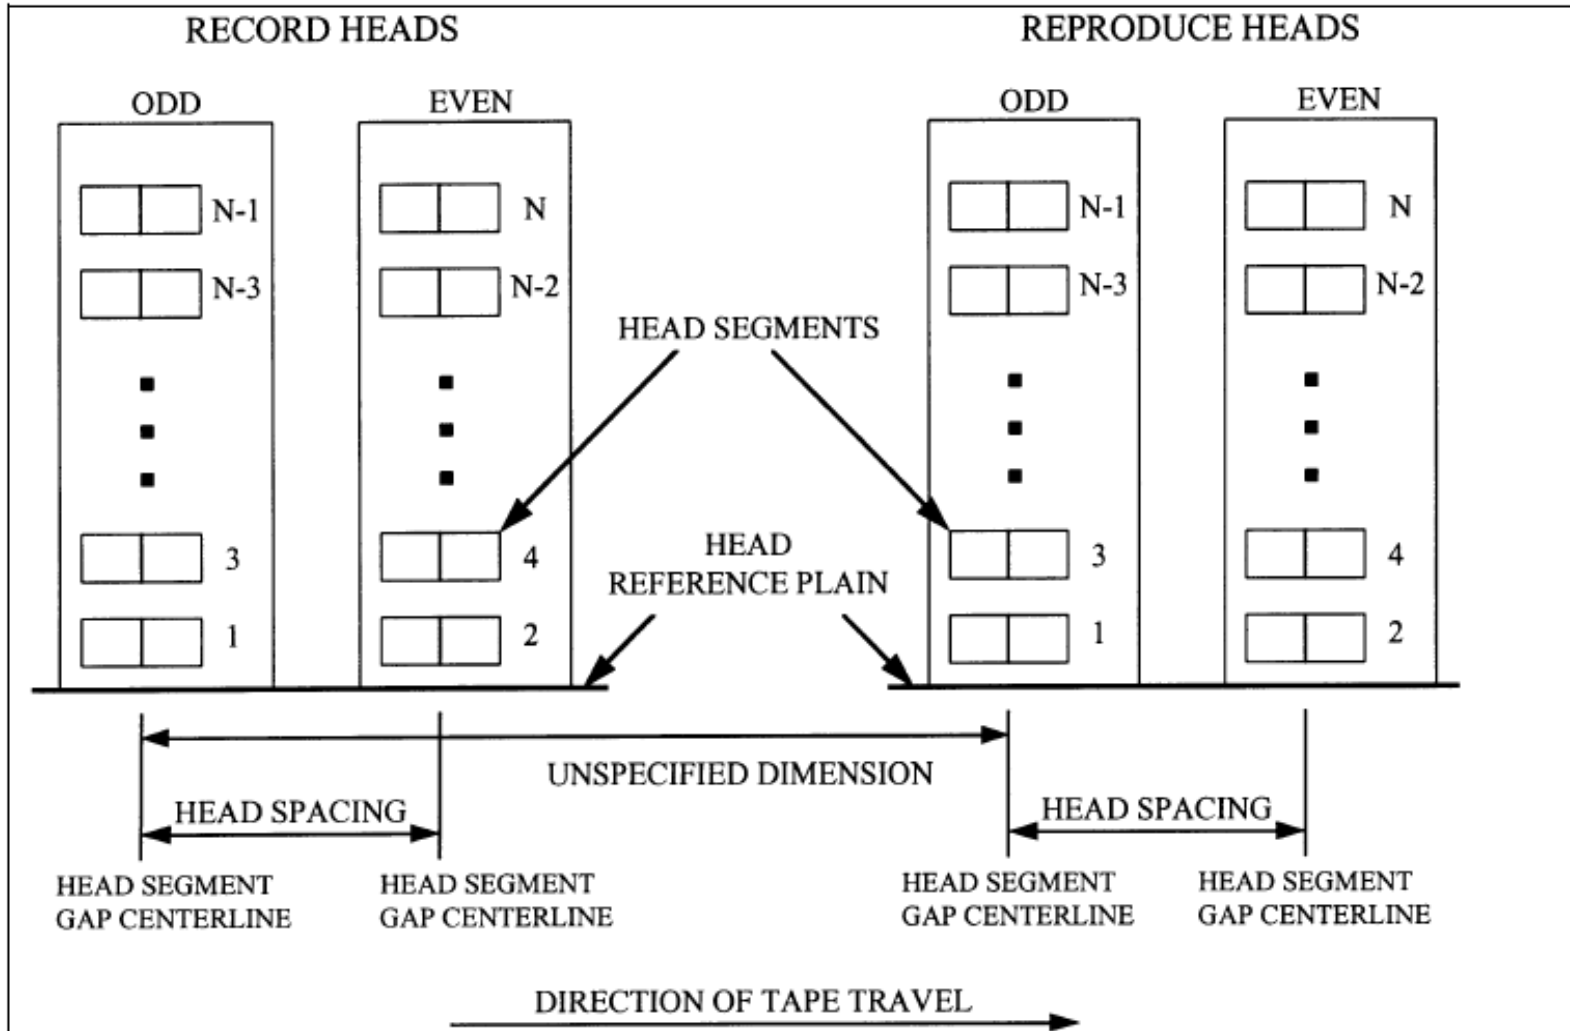 RECORD HEADS
REPRODUCE HEADS
ODD
EVEN
ODD
EVEN
N-1
N
N-1
N
N-3
N-2
N-3
N-2
HEAD SEGMENTS
3
4
HEAD
REFERENCE PLAIN
3
4
1
2
1
2
UNSPECIFIED DIMENSION
HEAD SPACING
HEAD SPACING
HEAD SEGMENT
GAP CENTERLINE
HEAD SEGMENT
GAP CENTERLINE
HEAD SEGMENT
GAP CENTERLINE
HEAD SEGMENT
GAP CENTERLINE
DIRECTION OF TAPE TRAVEL